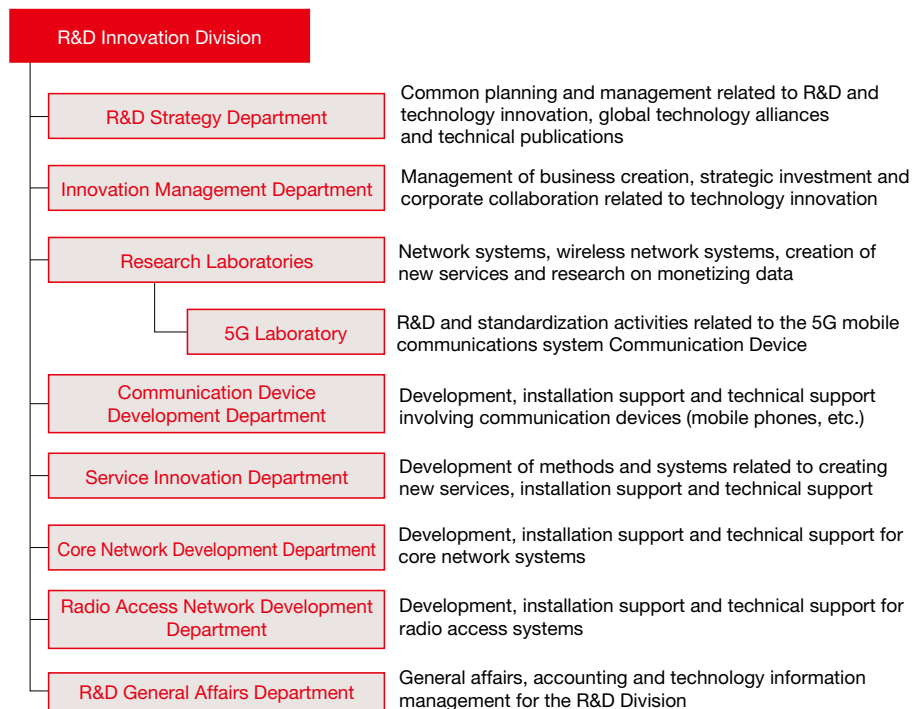 R&D Innovation Division
R&D Strategy Department
Common planning and management related to R&D and
technology innovation, global technology alliances
and technical publications
Innovation Management Department
Management of business creation, strategic investment and
corporate collaboration related to technology innovation
Research Laboratories
Network systems, wireless network systems, creation of
new services and research on monetizing data
5G Laboratory
R&D and standardization activities related to the 5G mobile
communications system Communication Device
Communication Device
Development Department
Development, installation support and technical support
involving communication devices (mobile phones, etc.)
Service Innovation Department
Development of methods and systems related to creating
new services, installation support and technical support
Core Network Development Department
Development, installation support and technical support for
core network systems
Radio Access Network Development
Department
Development, installation support and technical support for
radio access systems
R&D General Affairs Department
General affairs, accounting and technology information
management for the R&D Division